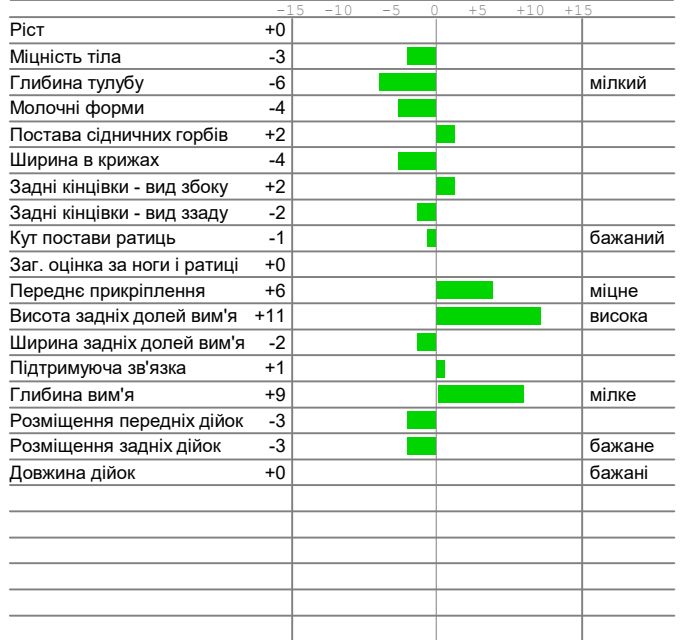 -15 -10 -5 0 +5 +10 +15
Ріст +0
Міцність тіла -3
Глибина тулубу -6 мілкий
Молочні форми -4
Постава сідничних горбів +2
Ширина в крижах -4
Задні кінцівки - вид збоку +2
Задні кінцівки - вид ззаду -2
Кут постави ратиць -1 бажаний
Заг. оцінка за ноги і ратиці +0
Переднє прикріплення +6 міцне
Висота задніх долей вим'я +11 висока
Ширина задніх долей вим'я -2
Підтримуюча зв'язка +1
Глибина вим'я +9 мілке
Розміщення передніх дійок -3
Розміщення задніх дійок -3 бажане
Довжина дійок +0 бажані